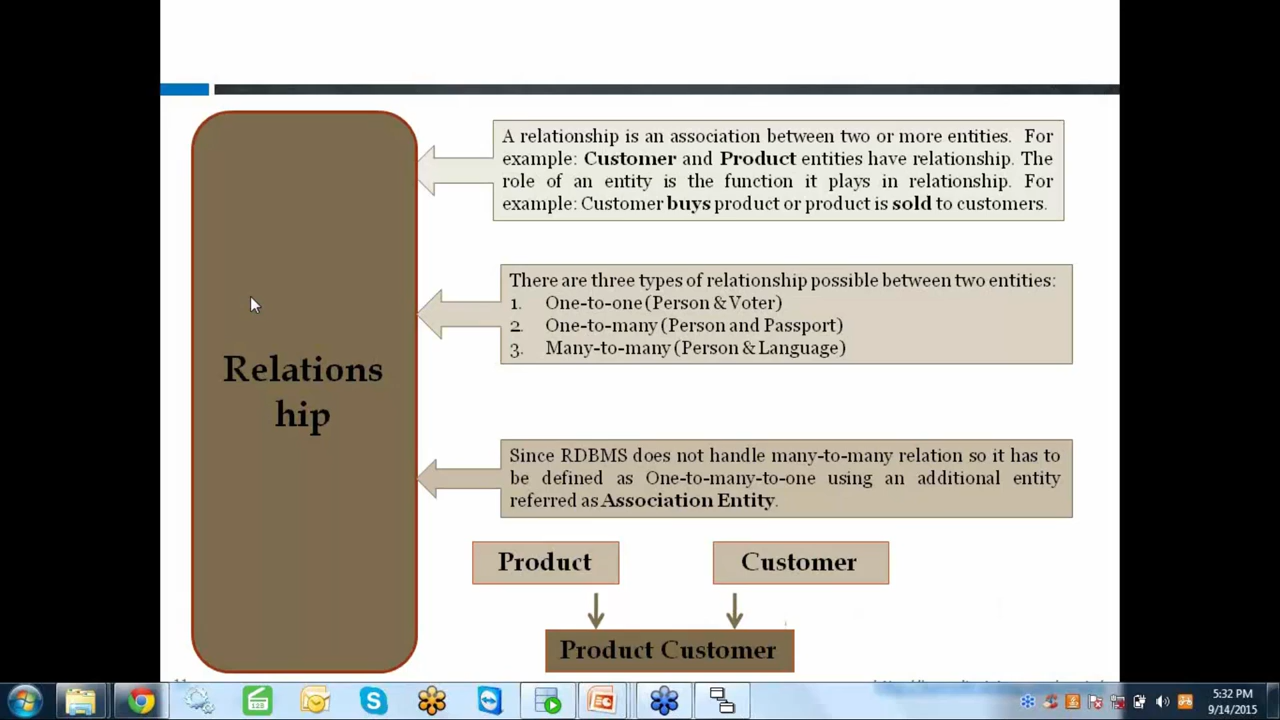 A relationship is an association between two or more entities. For
example: Customer and Product entities have relationship. The
role of an entity is the function it plays in relationship. For
example: Customer buys product or product is sold to customers.
There are three types of relationship possible between two entities:
1. One-to-one (Person & Voter)
2. One-to-many (Person and Passport)
3. Many-to-many (Person & Language)
Relations
hip
Since RDBMS does not handle many-to-many relation so it has to
be defined as One-to-many-to-one using an additional entity
referred as Association Entity.
Product
Customer
Product Customer
123
5:32 PM
9/14/2015